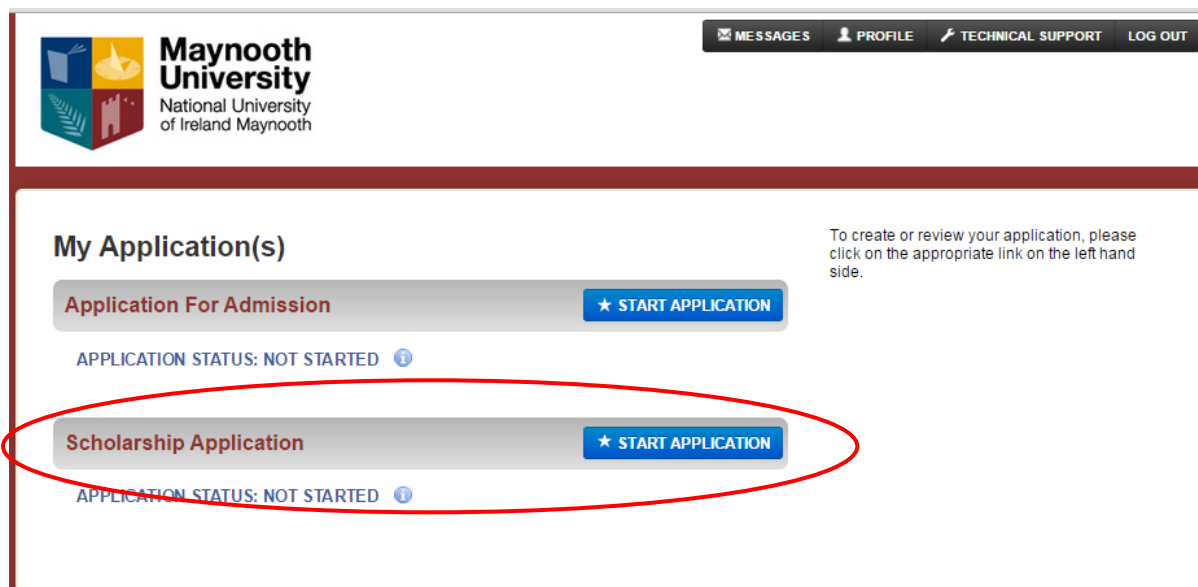 MESSAGES PROFILE TECHNICAL SUPPORT LOG OUT
Maynooth
University
National University
of Ireland Maynooth
My Application(s)
To create or review your application, please
click on the appropriate link on the left hand
side.
Application For Admission
START APPLICATION
APPLICATION STATUS: NOT STARTED
Scholarship Application
START APPLICATION
APPLICATION STATUS: NOT STARTED